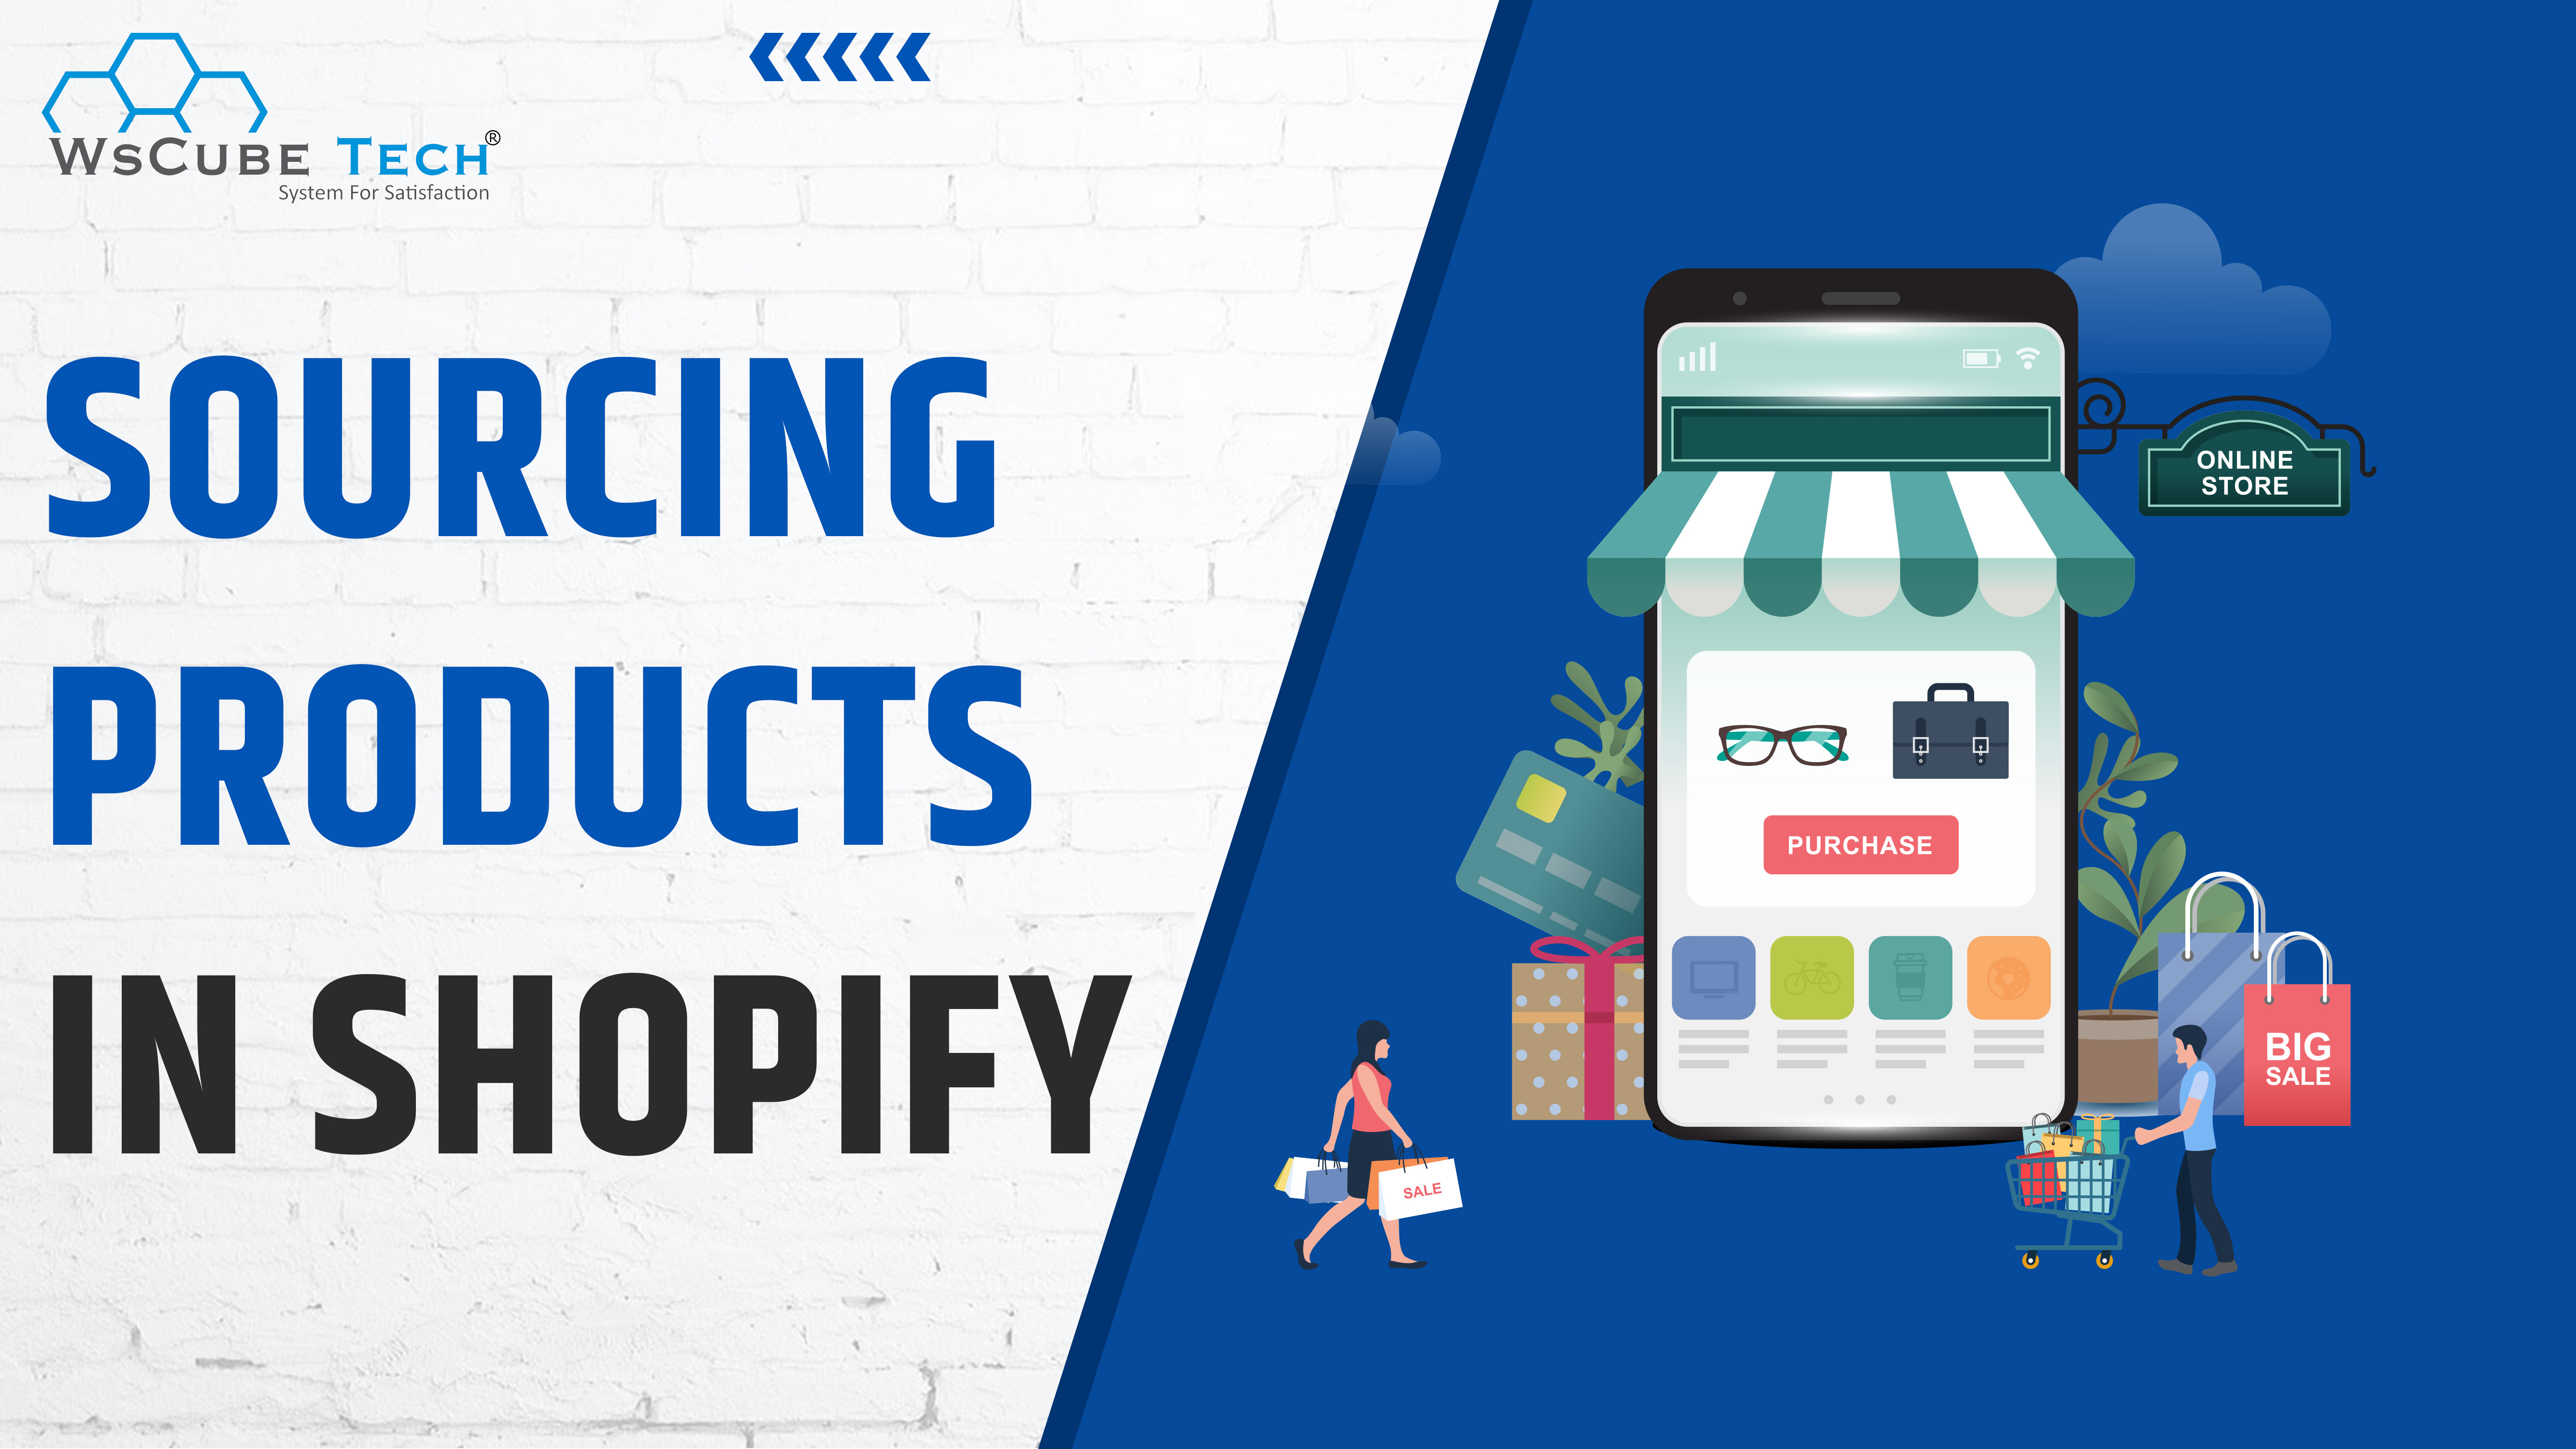 WSCUBE TECH®
System For Satisfaction
SOURCING
PRODUCTS
IN SHOPIFY
ONLINE
STORE
PURCHASE
BIG
SALE
SALE